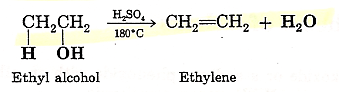 CH₂CH₂ H₂SO₄ 180°C CH₂=CH₂ + H₂O
H OH
Ethyl alcohol Ethylene